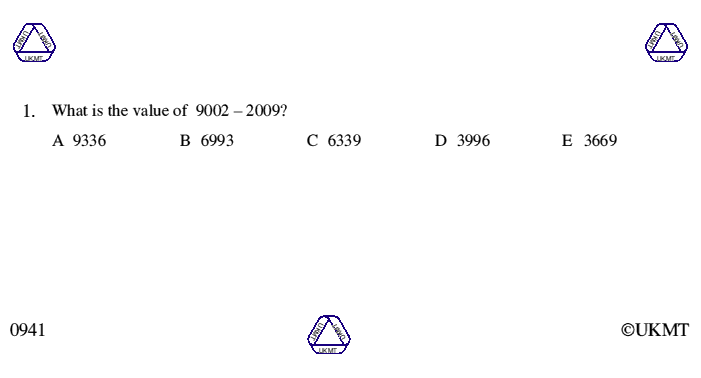 UKMT UKMT UKMT
UKMT UKMT UKMT
1. What is the value of 9002 – 2009?
A 9336 B 6993 C 6339 D 3996 E 3669
0941
UKMT UKMT UKMT
©UKMT